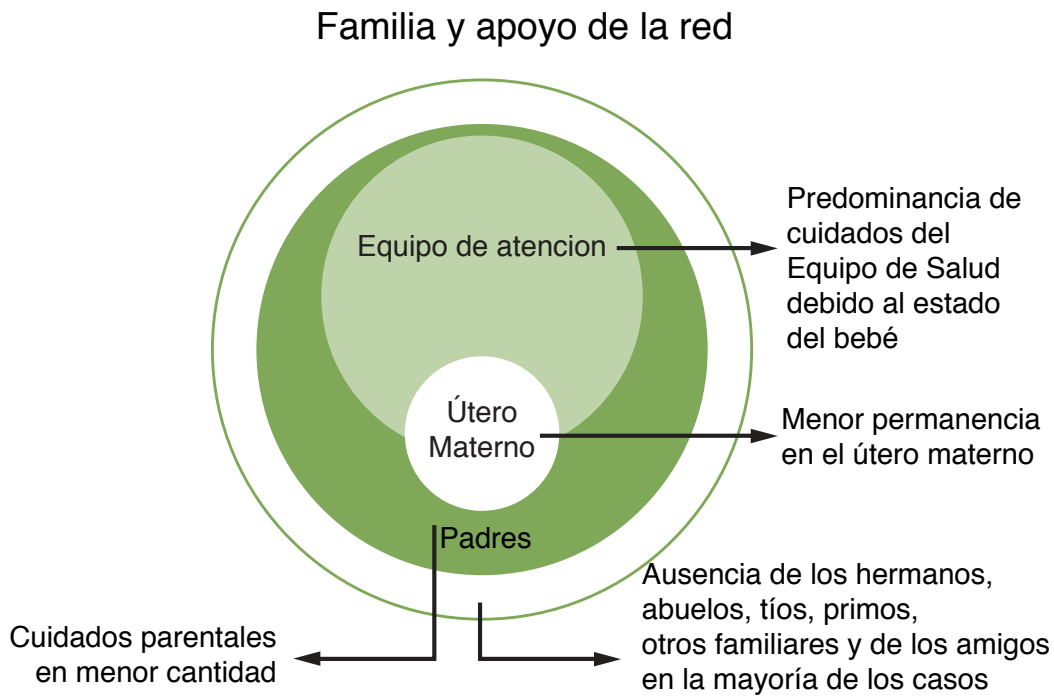 Familia y apoyo de la red
Equipo de atencion
Predominancia de
cuidados del
Equipo de Salud
debido al estado
del bebé
Útero
Materno
Menor permanencia
en el útero materno
Padres
Ausencia de los hermanos,
abuelos, tíos, primos,
otros familiares y de los amigos
en la mayoría de los casos
Cuidados parentales
en menor cantidad